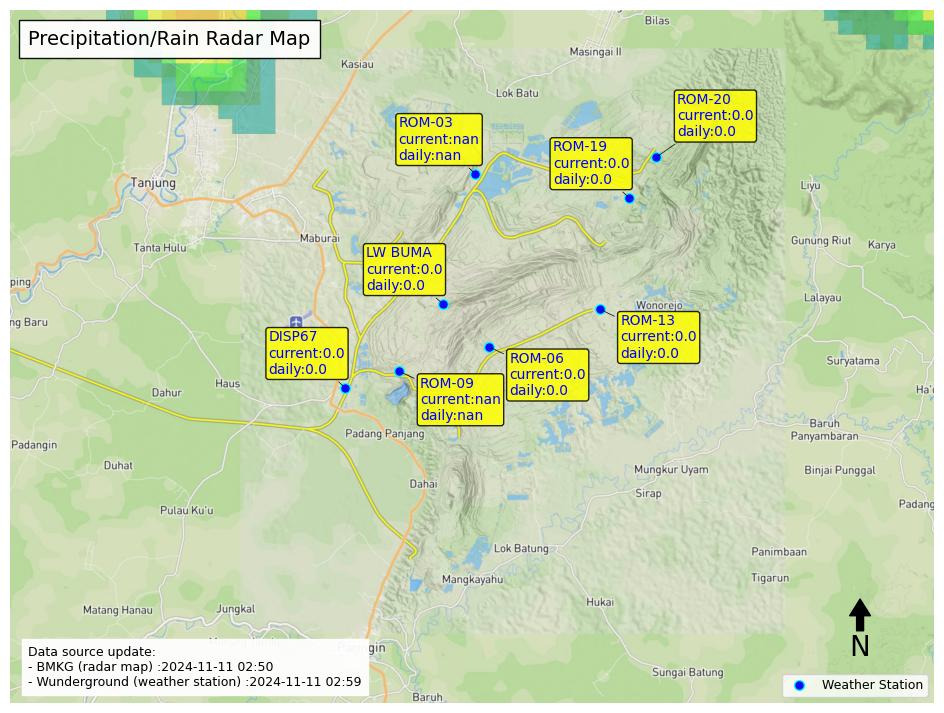 Precipitation/Rain Radar Map
Bilas
Masingai II
Kasiau
Lok Batu
ROM-20
current:0.0
daily:0.0
ROM-03
current:nan
daily:nan
ROM-19
current:0.0
daily:0.0
Tanjung
Liyu
Maburai
Tanta Hulu
Gunung Riut
Karya
LW BUMA
current:0.0
daily:0.0
ping
Lalayau
Wonorejo
ng Baru
ROM-13
current:0.0
daily:0.0
DISP67
current:0.0
daily:0.0
ROM-06
current:0.0
daily:0.0
Suryatama
Haus
Dahur
Ha'
ROM-09
current:nan
daily:nan
Baruh
Panyambaran
Padang Panjang
Padangin
Duhat
Mungkur Uyam
Binjai Punggal
Dahai
Sirap
Padang
Pulau Ku'u
Lok Batung
Panimbaan
Mangkayahu
Tigarun
Hukai
Matang Hanau
Jungkal
N
Data source update:
- BMKG (radar map) :2024-11-11 02:50
- Wunderground (weather station) :2024-11-11 02:59
Sungai Batung
Weather Station
Baruh